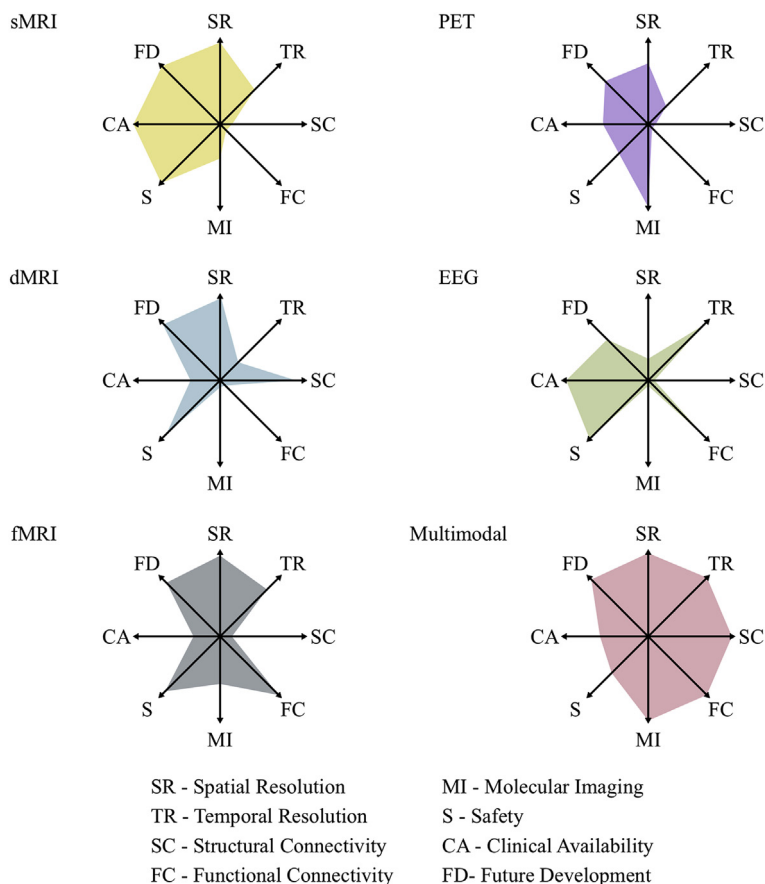 sMRI
SR
FD
TR
CA
SC
S
FC
MI
PET
SR
FD
TR
CA
SC
S
FC
MI
dMRI
SR
FD
TR
CA
SC
S
FC
MI
EEG
SR
FD
TR
CA
SC
S
FC
MI
fMRI
SR
FD
TR
CA
SC
S
FC
MI
Multimodal
SR
FD
TR
CA
SC
S
FC
MI
SR - Spatial Resolution
TR - Temporal Resolution
SC - Structural Connectivity
FC - Functional Connectivity
MI - Molecular Imaging
S - Safety
CA - Clinical Availability
FD- Future Development